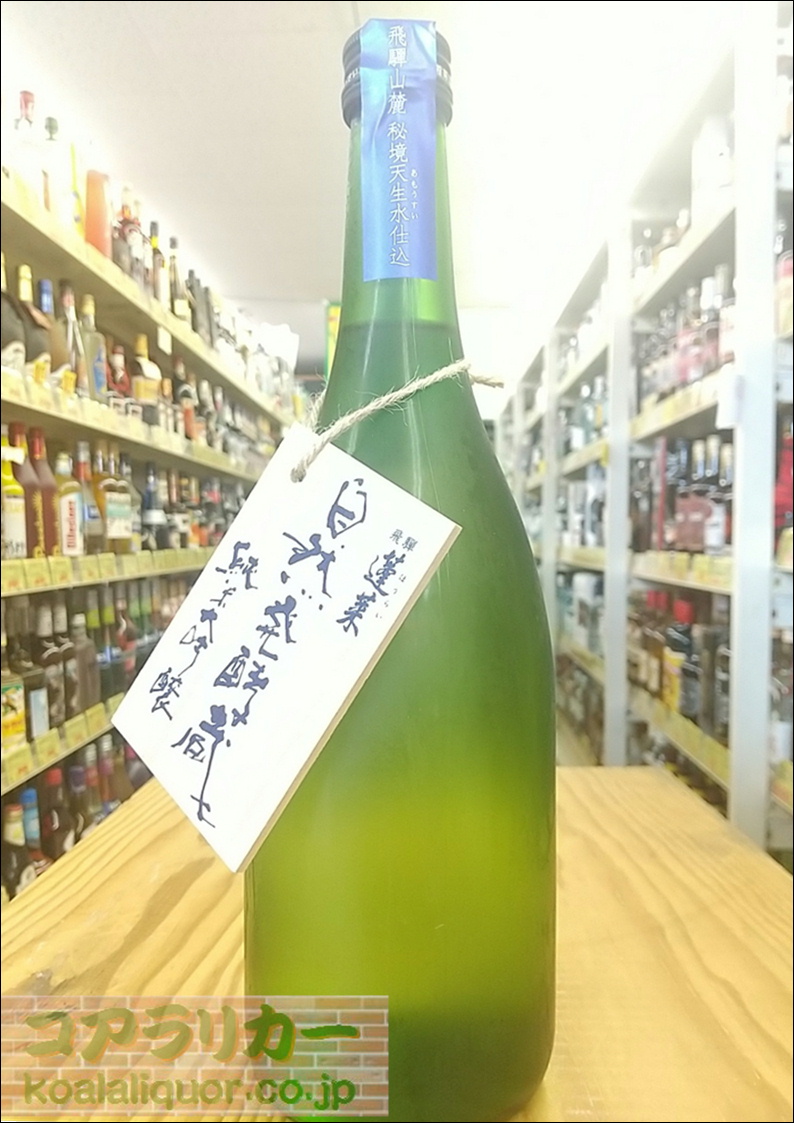 飛騨山麓 秘境天生水仕込
あもうすい
飛騨
蓬莱
ほうらい
自然発酵蔵
純米大吟醸
コアラリカー
koalaliquor.co.jp